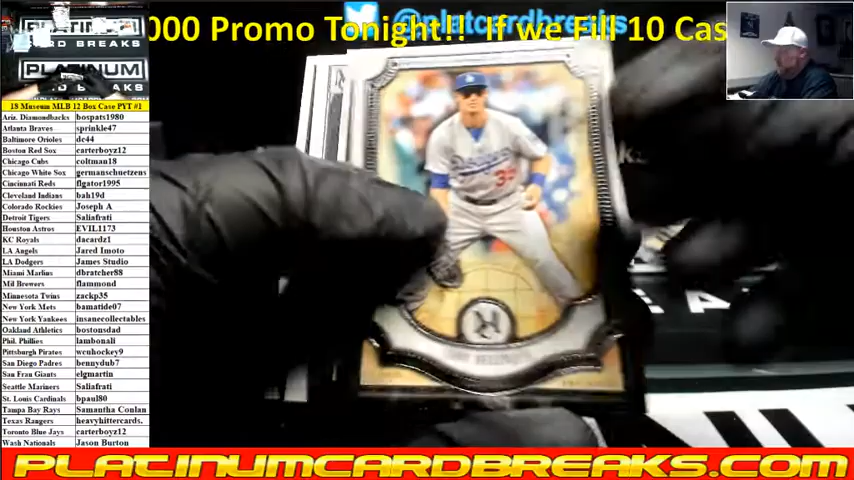 000 Promo Tonight!! If we Fill 10 Cas
@platcardbreaks
CARD BREAKS
PLATINUM
CARD BREAKS
18 Museum MLB 12 Box Case PYT #1
Ariz. Diamondbacks bospats1980
Atlanta Braves sprinkle47
Baltimore Orioles dc44
Boston Red Sox carterboyz12
Chicago Cubs coltman18
Chicago White Sox germanschuetzens
Cincinnati Reds flgator1995
Cleveland Indians bah19d
Colorado Rockies Joseph A
Detroit Tigers Saliafrati
Houston Astros EVIL1173
KC Royals dacardz1
LA Angels Jared Imoto
LA Dodgers James Studio
Miami Marlins dbratcher88
Mil Brewers flammond
Minnesota Twins zackp35
New York Mets bamatide07
New York Yankees insanecollectables
Oakland Athletics bostonsdad
Phil. Phillies lambonali
Pittsburgh Pirates wcuhockey9
San Diego Padres bennydub7
San Fran Giants elgmartin
Seattle Mariners Saliafrati
St. Louis Cardinals bpaul80
Tampa Bay Rays Samantha Conlan
Texas Rangers heavyhittercards.
Toronto Blue Jays carterboyz12
Wash Nationals Jason Burton
Dodgers
35
PLATINUMCARDBREAKS.COM